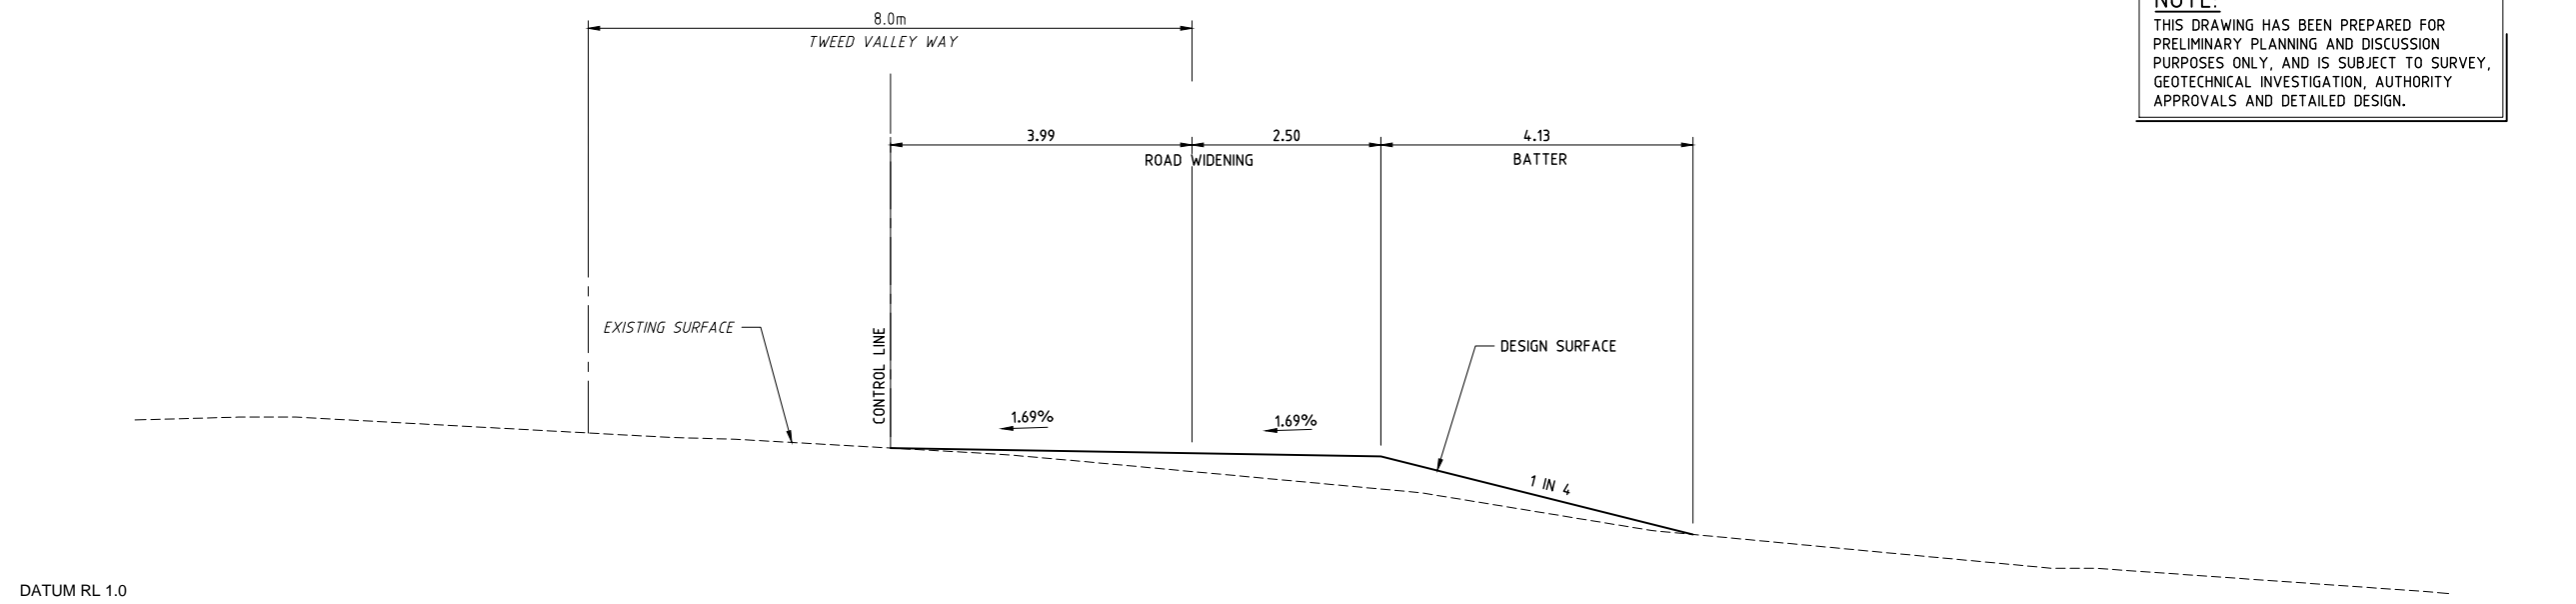 8.0m
TWEED VALLEY WAY
NOTE:
THIS DRAWING HAS BEEN PREPARED FOR
PRELIMINARY PLANNING AND DISCUSSION
PURPOSES ONLY, AND IS SUBJECT TO SURVEY,
GEOTECHNICAL INVESTIGATION, AUTHORITY
APPROVALS AND DETAILED DESIGN.
3.99
2.50
4.13
ROAD WIDENING
BATTER
EXISTING SURFACE
CONTROL LINE
DESIGN SURFACE
1.69%
1.69%
1 IN 4
DATUM RL 1.0